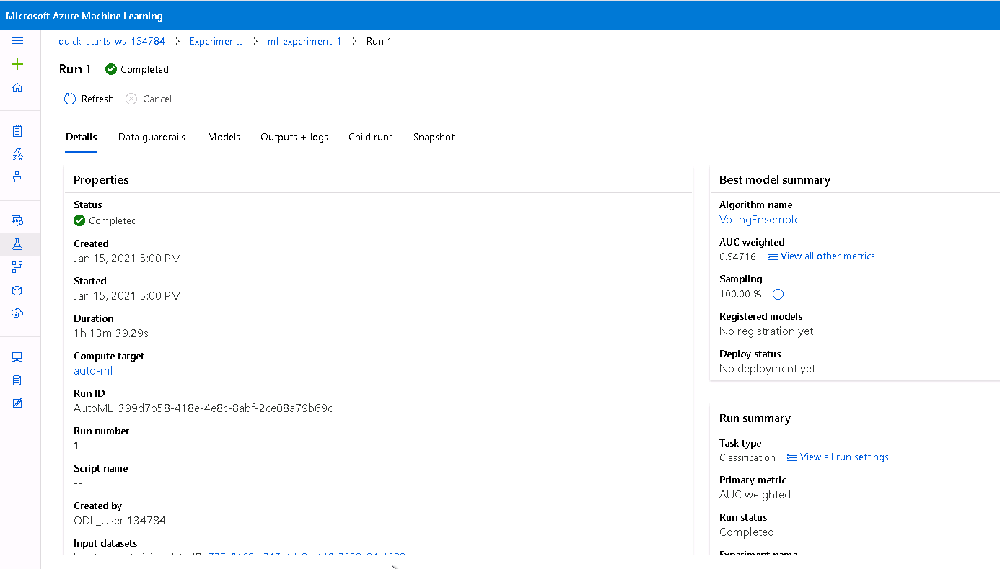 Microsoft Azure Machine Learning
quick-starts-ws-134784 > Experiments > ml-experiment-1 > Run 1
Run 1 Completed
Refresh Cancel
Details Data guardrails Models Outputs + logs Child runs Snapshot
Properties
Status
Completed
Created
Jan 15, 2021 5:00 PM
Started
Jan 15, 2021 5:00 PM
Duration
1h 13m 39.29s
Compute target
auto-ml
Run ID
AutoML_399d7b58-418e-4e8c-8abf-2ce08a79b69c
Run number
1
Script name
--
Created by
ODL_User 134784
Input datasets
Best model summary
Algorithm name
VotingEnsemble
AUC weighted
0.94716 View all other metrics
Sampling
100.00 %
Registered models
No registration yet
Deploy status
No deployment yet
Run summary
Task type
Classification View all run settings
Primary metric
AUC weighted
Run status
Completed
Experiment name